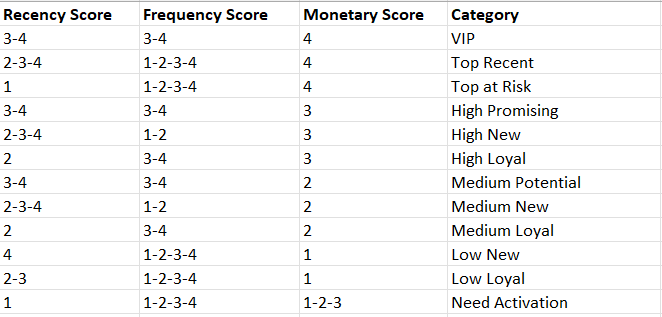 Recency Score Frequency Score Monetary Score Category
3-4 3-4 4 VIP
2-3-4 1-2-3-4 4 Top Recent
1 1-2-3-4 4 Top at Risk
3-4 3-4 3 High Promising
2-3-4 1-2 3 High New
2 3-4 3 High Loyal
3-4 3-4 2 Medium Potential
2-3-4 1-2 2 Medium New
2 3-4 2 Medium Loyal
4 1-2-3-4 1 Low New
2-3 1-2-3-4 1 Low Loyal
1 1-2-3-4 1-2-3 Need Activation